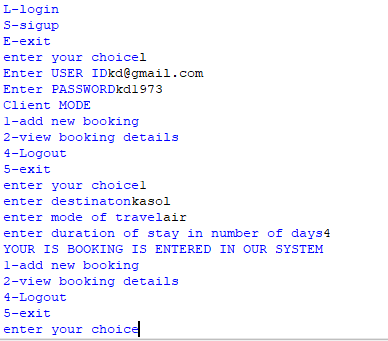 L-login
S-sigup
E-exit
enter your choicel
Enter USER IDkd@gmail.com
Enter PASSWORDkd1973
Client MODE
1-add new booking
2-view booking details
4-Logout
5-exit
enter your choice1
enter destinatonkasol
enter mode of travelair
enter duration of stay in number of days4
YOUR IS BOOKING IS ENTERED IN OUR SYSTEM
1-add new booking
2-view booking details
4-Logout
5-exit
enter your choice